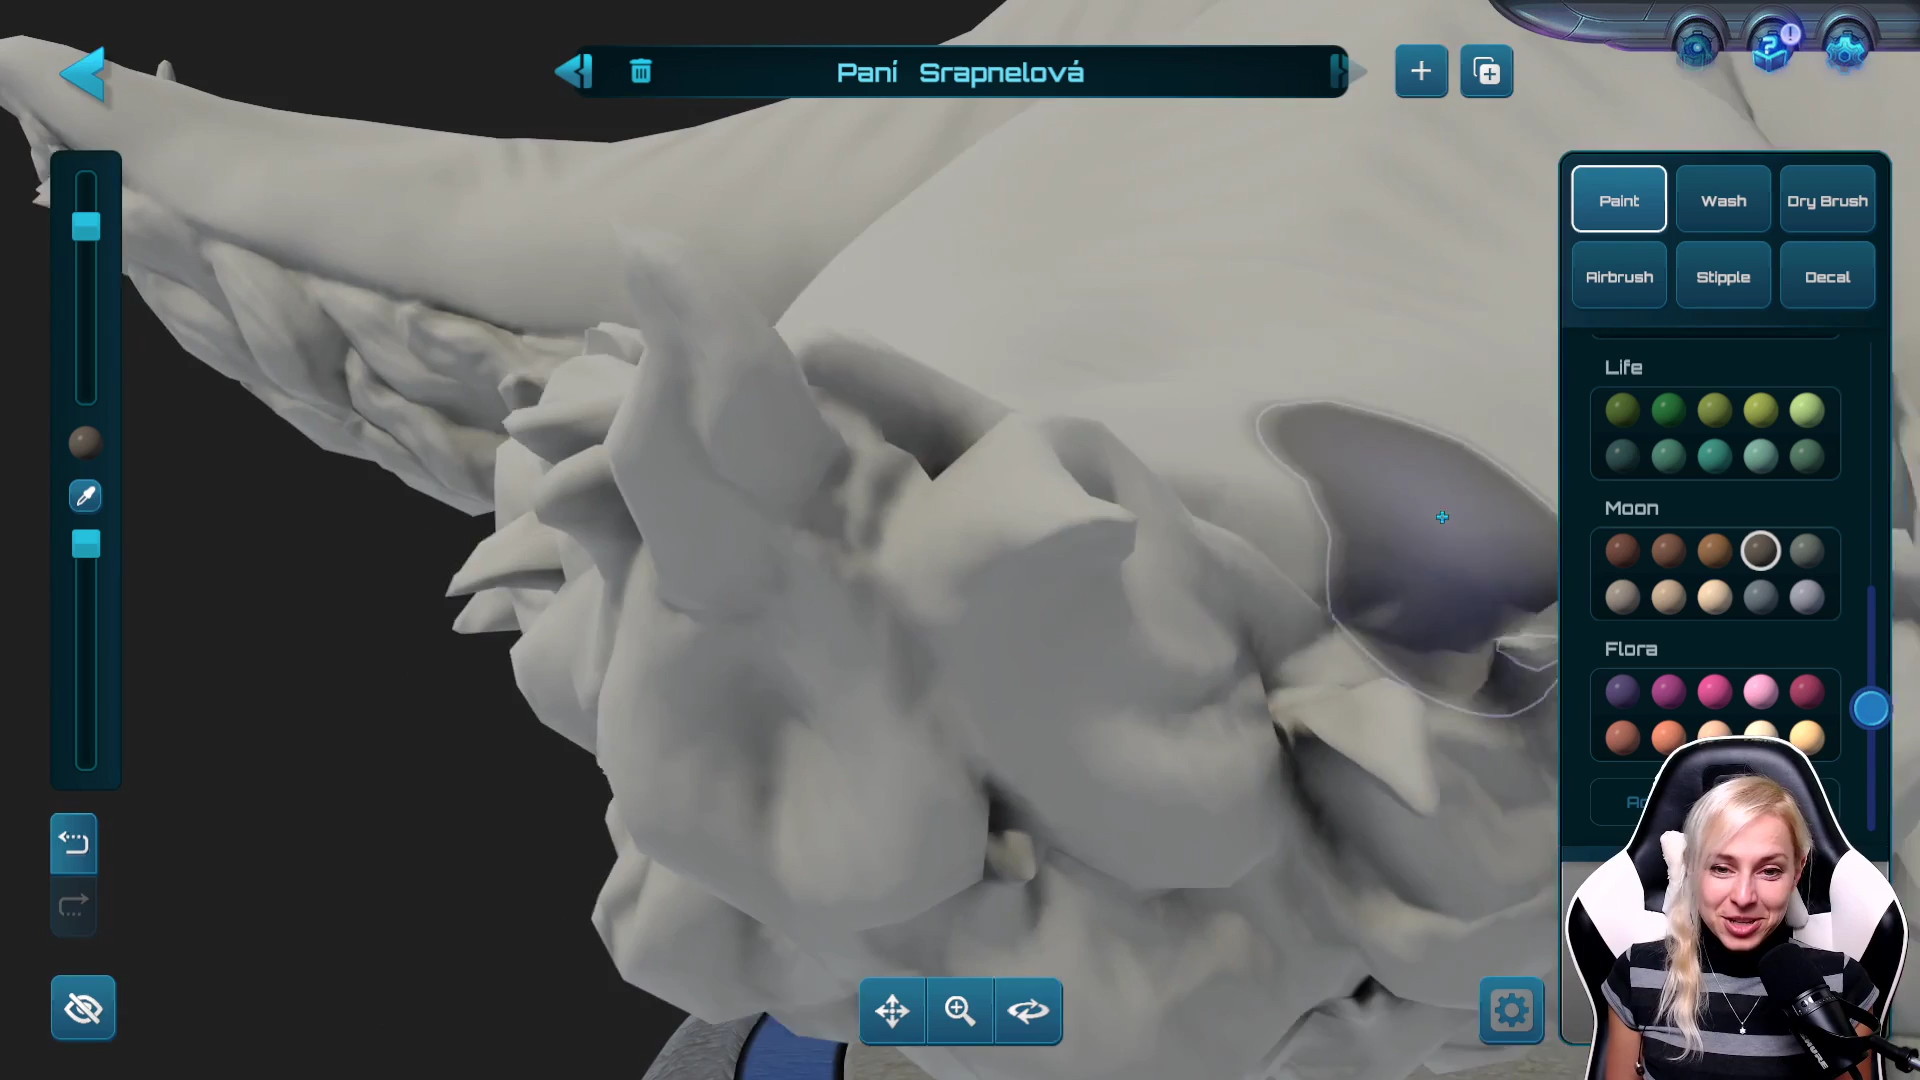 Paní Srapnelová
Paint
Wash
Dry Brush
Airbrush
Stipple
Decal
Life
Moon
Flora